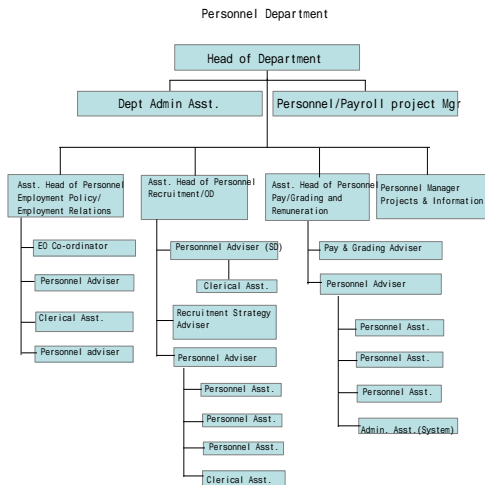 Personnel Department
Head of Department
Dept Admin Asst.
Personnel/Payroll project Mgr
Asst. Head of Personnel
Employment Policy/
Employment Relations
Asst. Head of Personnel
Recruitment/OD
Asst. Head of Personnel
Pay/Grading and
Remuneration
Personnel Manager
Projects & Information
EO Co-ordinator
Personnel Adviser
Clerical Asst.
Personnel adviser
Personnnel Adviser (SD)
Clerical Asst.
Recruitment Strategy
Adviser
Personnel Adviser
Personnel Asst.
Personnel Asst.
Personnel Asst.
Clerical Asst.
Pay & Grading Adviser
Personnel Adviser
Personnel Asst.
Personnel Asst.
Personnel Asst.
Admin. Asst.(System)